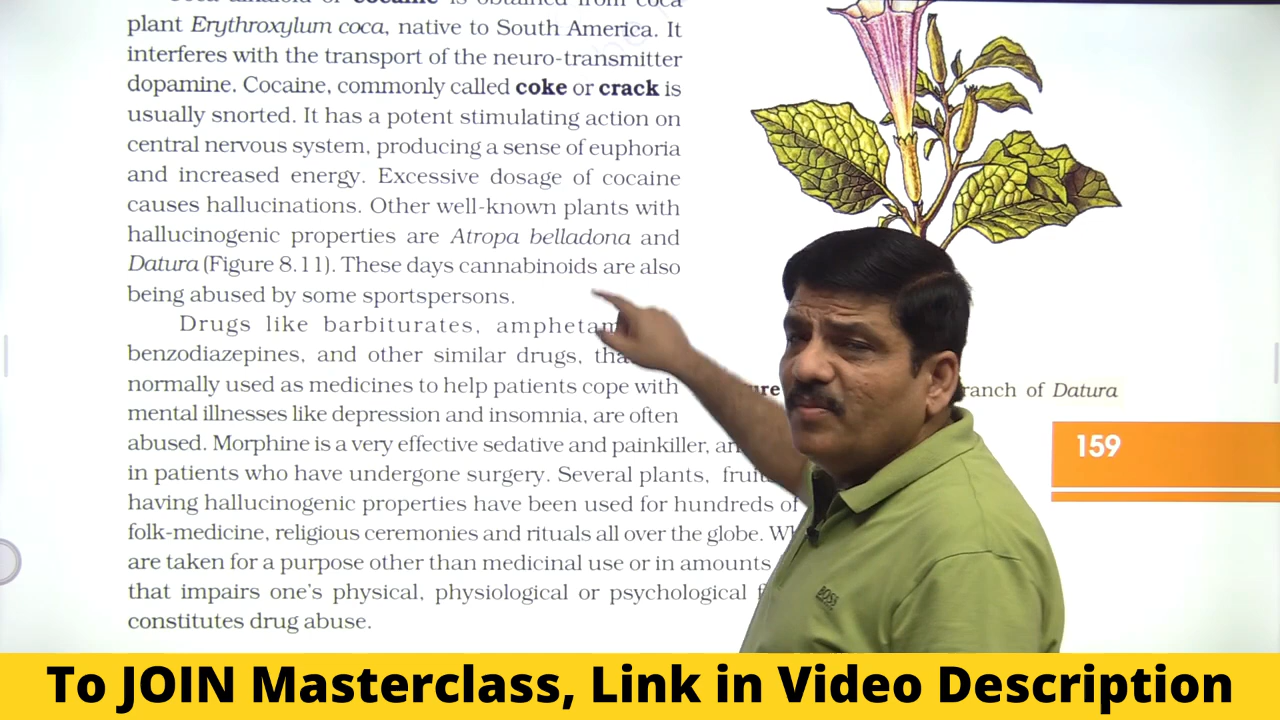 plant Erythroxylum coca, native to South America. It
interferes with the transport of the neuro-transmitter
dopamine. Cocaine, commonly called coke or crack is
usually snorted. It has a potent stimulating action on
central nervous system, producing a sense of euphoria
and increased energy. Excessive dosage of cocaine
causes hallucinations. Other well-known plants with
hallucinogenic properties are Atropa belladona and
Datura (Figure 8.11). These days cannabinoids are also
being abused by some sportspersons.
Drugs like barbiturates,
benzodiazepines, and other similar drugs,
normally used as medicines to help patients cope with
mental illnesses like depression and insomnia, are often
abused. Morphine is a very effective sedative and painkiller,
in patients who have undergone surgery. Several plants,
having hallucinogenic properties have been used for hundreds of
folk-medicine, religious ceremonies and rituals all over the globe.
are taken for a purpose other than medicinal use or in amounts
that impairs one's physical, physiological or psychological
constitutes drug abuse.
of Datura
159
BOSS
To JOIN Masterclass, Link in Video Description